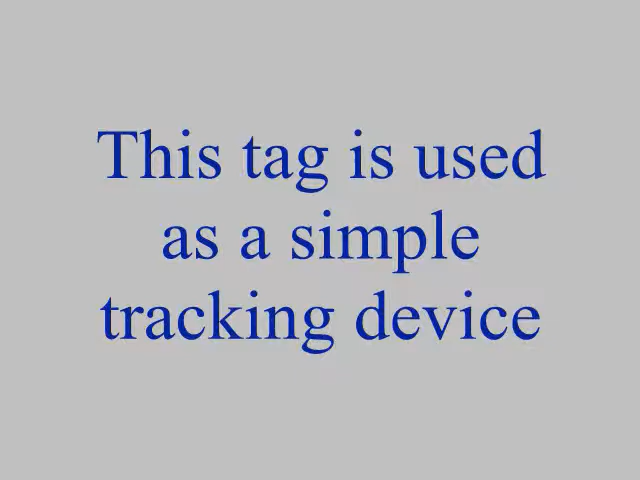 This tag is used
as a simple
tracking device